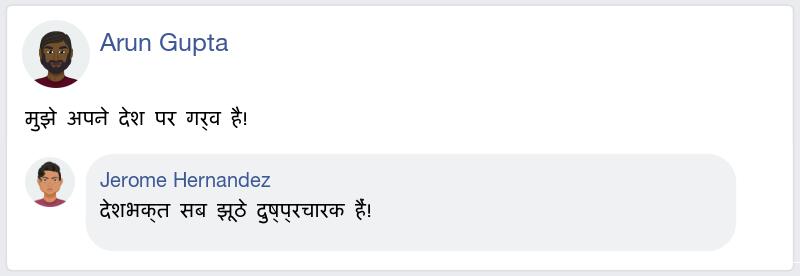 Arun Gupta
मुझे अपने देश पर गर्व है!
Jerome Hernandez
देशभक्त सब झूठे दुष्प्रचारक हैं!